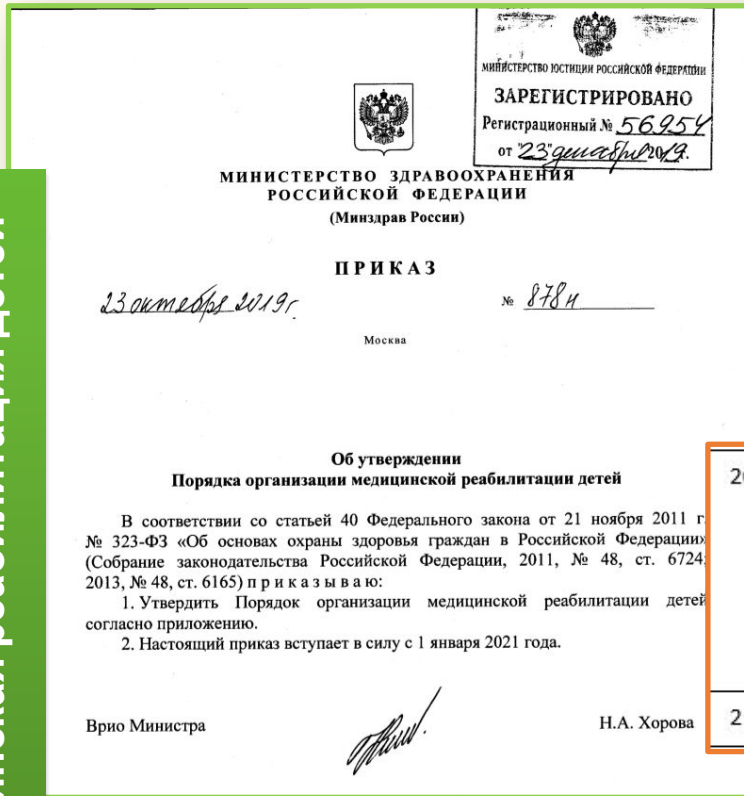 МИНИСТЕРСТВО ЮСТИЦИИ РОССИЙСКОЙ ФЕДЕРАЦИИ
ЗАРЕГИСТРИРОВАНО
Регистрационный № 56954
от "23" декабря 2019.
МИНИСТЕРСТВО ЗДРАВООХРАНЕНИЯ
РОССИЙСКОЙ ФЕДЕРАЦИИ
(Минздрав России)
ПРИКАЗ
23 октября 2019г.
№ 878н
Москва
Об утверждении
Порядка организации медицинской реабилитации детей
В соответствии со статьей 40 Федерального закона от 21 ноября 2011 г.
№ 323-ФЗ «Об основах охраны здоровья граждан в Российской Федерации»
(Собрание законодательства Российской Федерации, 2011, № 48, ст. 6724;
2013, № 48, ст. 6165) п р и к а з ы в а ю:
1. Утвердить Порядок организации медицинской реабилитации детей
согласно приложению.
2. Настоящий приказ вступает в силу с 1 января 2021 года.
Врио Министра
Н.А. Хорова
реабилитация детей
2